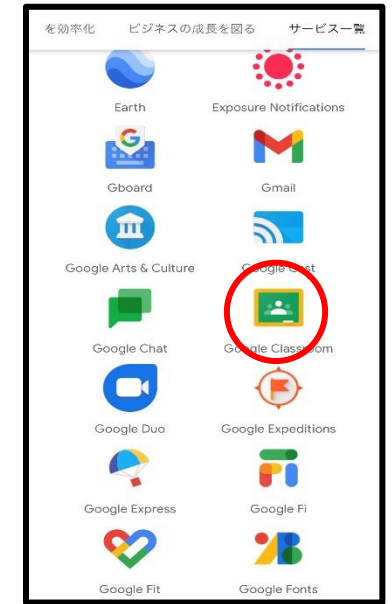 を効率化 ビジネスの成長を図る サービス一覧
Earth Exposure Notifications
Gboard Gmail
Google Arts & Culture Google Cast
Google Chat Google Classroom
Google Duo Google Expeditions
Google Express Google Fi
Google Fit Google Fonts